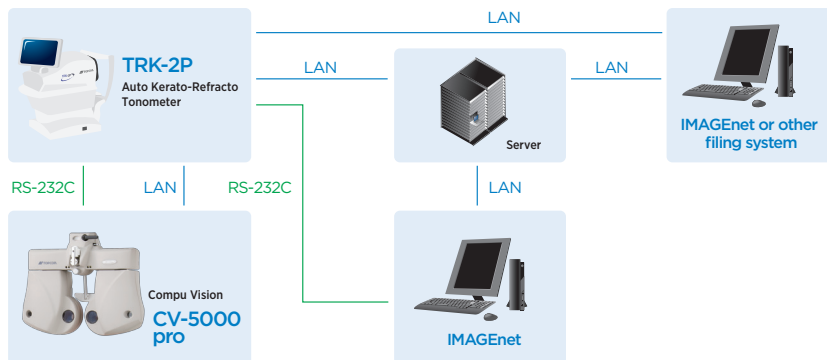 LAN
TRK-2P
Auto Kerato-Refracto
Tonometer
LAN
LAN
Server
IMAGEnet or other
filing system
RS-232C
LAN
RS-232C
LAN
Compu Vision
CV-5000
pro
IMAGEnet